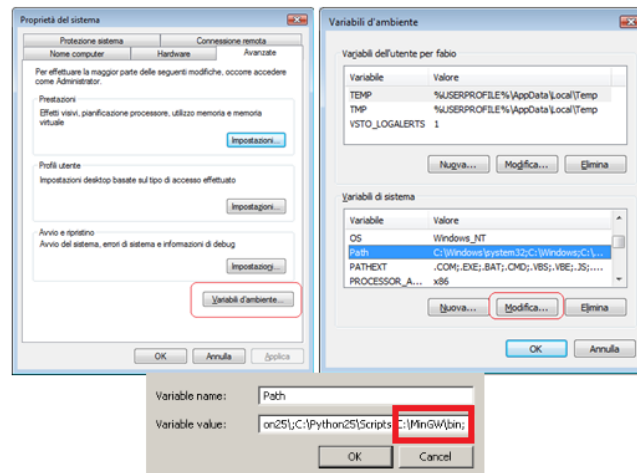 Proprietà del sistema
Protezione sistema Connessione remota
Nome computer Hardware Avanzate
Per effettuare la maggior parte delle seguenti modifiche, occorre accedere
come Administrator.
Prestazioni
Effetti visivi, pianificazione processore, utilizzo memoria e memoria
virtuale
Impostazioni...
Profili utente
Impostazioni desktop basate sul tipo di accesso effettuato
Impostazioni...
Avvio e ripristino
Avvio del sistema, errori di sistema e informazioni di debug
Impostazioni...
Variabili d'ambiente...
OK Annulla Applica
Variabili d'ambiente
Variabili dell'utente per fabio
Variabile Valore
TEMP %USERPROFILE%\AppData\Local\Temp
TMP %USERPROFILE%\AppData\Local\Temp
VSTO_LOGALERTS 1
Nuova... Modifica... Elimina
Variabili di sistema
Variabile Valore
OS Windows_NT
Path C:\Windows\system32;C:\Windows;C:\...
PATHEXT .COM;.EXE;.BAT;.CMD;.VBS;.VBE;.JS;....
PROCESSOR_A... x86
Nuova... Modifica... Elimina
OK Annulla
Variable name: Path
Variable value: on25\;C:\Python25\Scripts;C:\MinGW\bin;
OK Cancel